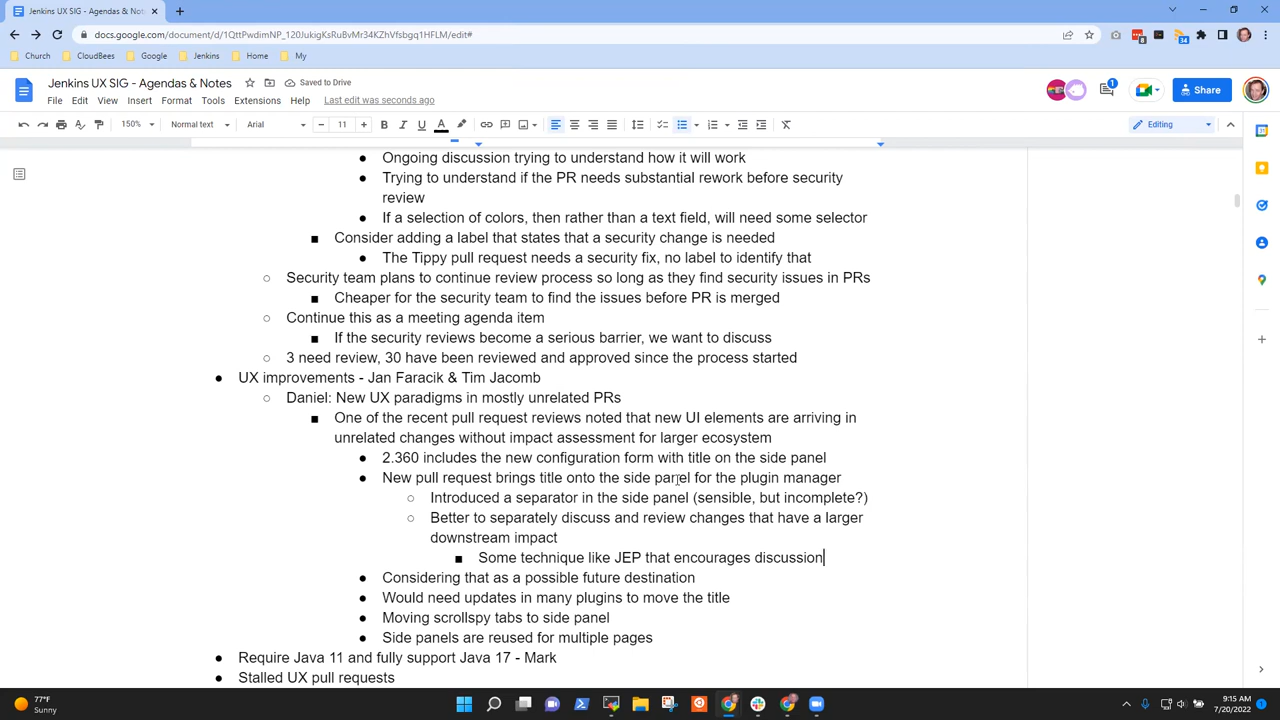 Jenkins UX SIG - Agendas & Notes
docs.google.com/document/d/1QttPwdimNP_120JukigKsRuBvMr34KZhVfsbgq1HFLM/edit#
Church CloudBees Google Jenkins Home My
Jenkins UX SIG - Agendas & Notes Saved to Drive
File Edit View Insert Format Tools Extensions Help Last edit was seconds ago
1 Share
150% Normal text Arial 11 Editing
Ongoing discussion trying to understand how it will work
Trying to understand if the PR needs substantial rework before security
review
If a selection of colors, then rather than a text field, will need some selector
Consider adding a label that states that a security change is needed
The Tippy pull request needs a security fix, no label to identify that
Security team plans to continue review process so long as they find security issues in PRs
Cheaper for the security team to find the issues before PR is merged
Continue this as a meeting agenda item
If the security reviews become a serious barrier, we want to discuss
3 need review, 30 have been reviewed and approved since the process started
UX improvements - Jan Faracik & Tim Jacomb
Daniel: New UX paradigms in mostly unrelated PRs
One of the recent pull request reviews noted that new UI elements are arriving in
unrelated changes without impact assessment for larger ecosystem
2.360 includes the new configuration form with title on the side panel
New pull request brings title onto the side panel for the plugin manager
Introduced a separator in the side panel (sensible, but incomplete?)
Better to separately discuss and review changes that have a larger
downstream impact
Some technique like JEP that encourages discussion
Considering that as a possible future destination
Would need updates in many plugins to move the title
Moving scrollspy tabs to side panel
Side panels are reused for multiple pages
Require Java 11 and fully support Java 17 - Mark
Stalled UX pull requests
77°F
Sunny
9:15 AM
7/20/2022